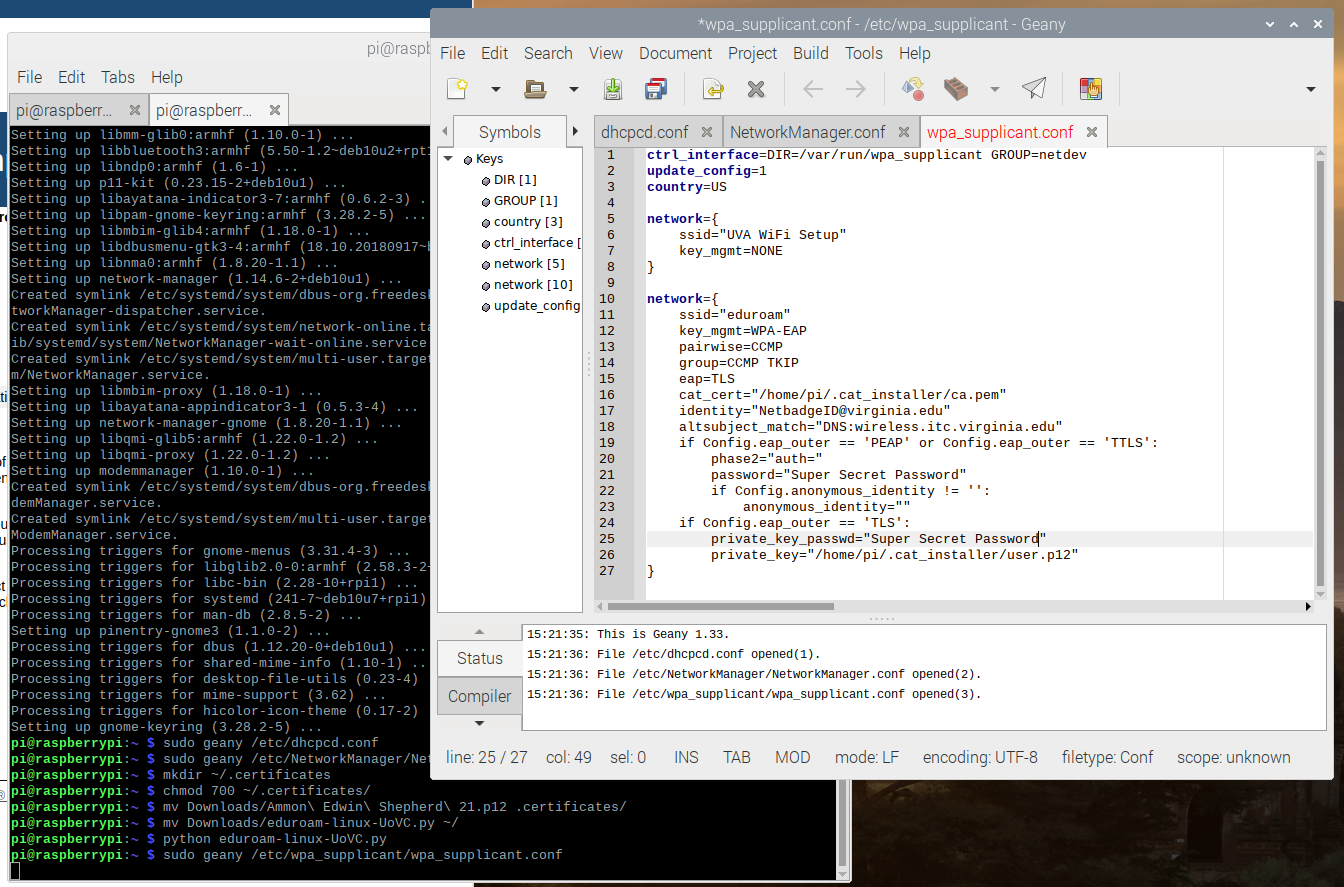 *wpa_supplicant.conf - /etc/wpa_supplicant - Geany
File Edit Search View Document Project Build Tools Help
Symbols
dhcpcd.conf
NetworkManager.conf
wpa_supplicant.conf
Keys
DIR [1]
GROUP [1]
country [3]
ctrl_interface [
network [5]
network [10]
update_config
1 ctrl_interface=DIR=/var/run/wpa_supplicant GROUP=netdev
2 update_config=1
3 country=US
4
5 network={
6 ssid="UVA WiFi Setup"
7 key_mgmt=NONE
8 }
9
10 network={
11 ssid="eduroam"
12 key_mgmt=WPA-EAP
13 pairwise=CCMP
14 group=CCMP TKIP
15 eap=TLS
16 cat_cert="/home/pi/.cat_installer/ca.pem"
17 identity="NetbadgeID@virginia.edu"
18 altsubject_match="DNS:wireless.itc.virginia.edu"
19 if Config.eap_outer == 'PEAP' or Config.eap_outer == 'TTLS':
20 phase2="auth="
21 password="Super Secret Password"
22 if Config.anonymous_identity != '':
23 anonymous_identity=""
24 if Config.eap_outer == 'TLS':
25 private_key_passwd="Super Secret Password"
26 private_key="/home/pi/.cat_installer/user.p12"
27 }
Status
Compiler
15:21:35: This is Geany 1.33.
15:21:36: File /etc/dhcpcd.conf opened(1).
15:21:36: File /etc/NetworkManager/NetworkManager.conf opened(2).
15:21:36: File /etc/wpa_supplicant/wpa_supplicant.conf opened(3).
line: 25 / 27 col: 49 sel: 0 INS TAB MOD mode: LF encoding: UTF-8 filetype: Conf scope: unknown
pi@raspb
File Edit Tabs Help
pi@raspberr...
pi@raspberr...
Setting up libmm-glib0:armhf (1.10.0-1) ...
Setting up libbluetooth3:armhf (5.50-1.2~deb10u2+rpt1
Setting up libndp0:armhf (1.6-1) ...
Setting up p11-kit (0.23.15-2+deb10u1) ...
Setting up libayatana-indicator3-7:armhf (0.6.2-3) .
Setting up libpam-gnome-keyring:armhf (3.28.2-5) ...
Setting up libmbim-glib4:armhf (1.18.0-1) ...
Setting up libdbusmenu-gtk3-4:armhf (18.10.20180917~
Setting up libnma0:armhf (1.8.20-1.1) ...
Setting up network-manager (1.14.6-2+deb10u1) ...
Created symlink /etc/systemd/system/dbus-org.freedesk
tworkManager-dispatcher.service.
Created symlink /etc/systemd/system/network-online.ta
ib/systemd/system/NetworkManager-wait-online.service
Created symlink /etc/systemd/system/multi-user.target
m/NetworkManager.service.
Setting up libmbim-proxy (1.18.0-1) ...
Setting up libayatana-appindicator3-1 (0.5.3-4) ...
Setting up network-manager-gnome (1.8.20-1.1) ...
Setting up libqmi-glib5:armhf (1.22.0-1.2) ...
Setting up libqmi-proxy (1.22.0-1.2) ...
Setting up modemmanager (1.10.0-1) ...
Created symlink /etc/systemd/system/dbus-org.freedesk
demManager.service.
Created symlink /etc/systemd/system/multi-user.target
ModemManager.service.
Processing triggers for gnome-menus (3.31.4-3) ...
Processing triggers for libglib2.0-0:armhf (2.58.3-2+
Processing triggers for libc-bin (2.28-10+rpi1) ...
Processing triggers for systemd (241-7~deb10u7+rpi1)
Processing triggers for man-db (2.8.5-2) ...
Setting up pinentry-gnome3 (1.1.0-2) ...
Processing triggers for dbus (1.12.20-0+deb10u1) ...
Processing triggers for shared-mime-info (1.10-1) ..
Processing triggers for desktop-file-utils (0.23-4)
Processing triggers for mime-support (3.62) ...
Processing triggers for hicolor-icon-theme (0.17-2)
Setting up gnome-keyring (3.28.2-5) ...
pi@raspberrypi:~ $ sudo geany /etc/dhcpcd.conf
pi@raspberrypi:~ $ sudo geany /etc/NetworkManager/Net
pi@raspberrypi:~ $ mkdir ~/.certificates
pi@raspberrypi:~ $ chmod 700 ~/.certificates/
pi@raspberrypi:~ $ mv Downloads/Ammon\ Edwin\ Shepherd\ 21.p12 .certificates/
pi@raspberrypi:~ $ mv Downloads/eduroam-linux-UoVC.py ~/
pi@raspberrypi:~ $ python eduroam-linux-UoVC.py
pi@raspberrypi:~ $ sudo geany /etc/wpa_supplicant/wpa_supplicant.conf